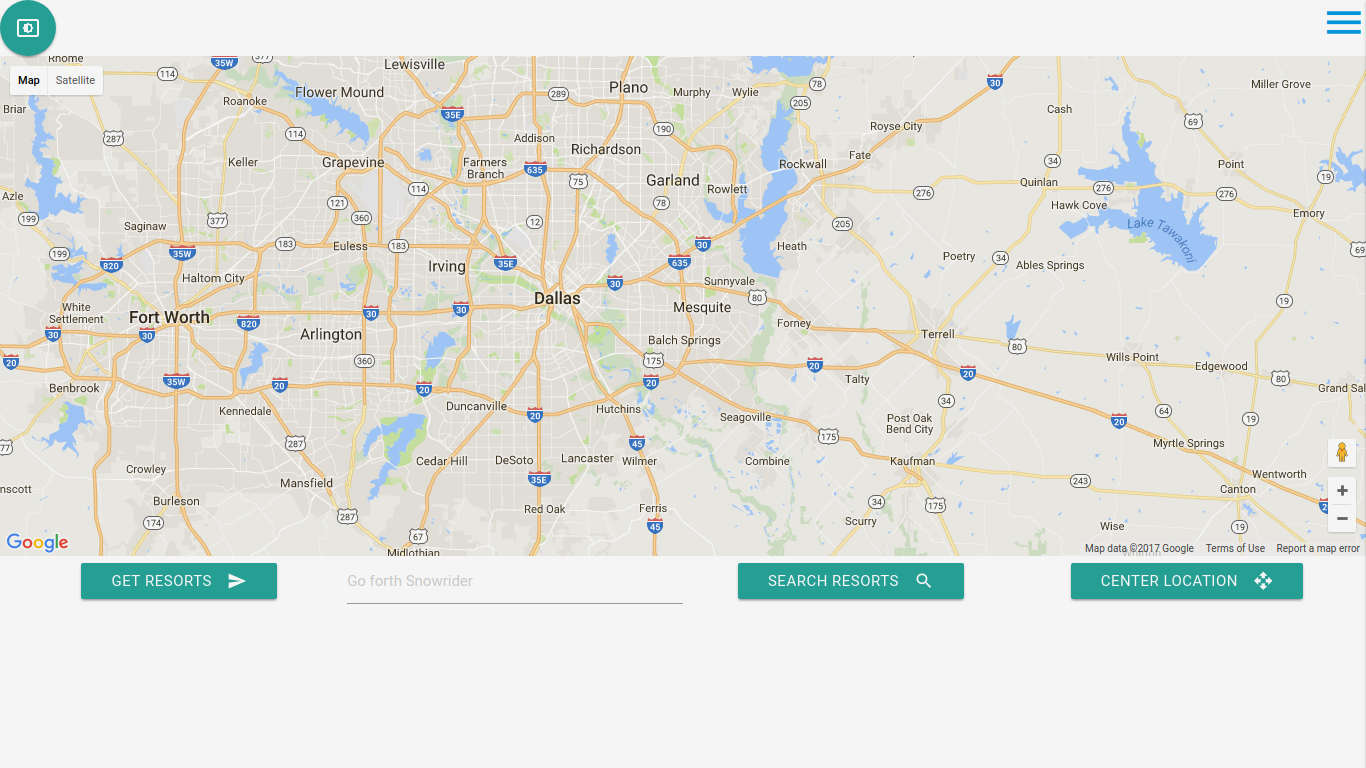 Rhome
377
35W
Lewisville
Map Satellite
114
Flower Mound
289
Plano
Murphy
Wylie
78
30
Miller Grove
Roanoke
35E
205
Briar
Cash
287
114
Addison
190
Royse City
69
Keller
Grapevine
Farmers
Branch
635
Richardson
Rockwall
Fate
34
Point
Azle
114
75
Garland
Rowlett
276
Quinlan
276
276
19
199
377
121
360
78
12
205
Hawk Cove
Emory
Saginaw
Lake Tawakoni
199
820
35W
183
Euless
183
35E
635
30
Heath
Poetry
34
Ables Springs
69
Haltom City
Irving
30
Sunnyvale
80
19
White
Settlement
Fort Worth
820
30
30
Dallas
Mesquite
Forney
30
30
Arlington
Balch Springs
Terrell
80
20
360
175
20
Talty
20
Wills Point
Edgewood
80
Benbrook
35W
20
20
20
Grand Sal
Kennedale
Duncanville
20
Hutchins
Seagoville
34
Post Oak
Bend City
20
64
19
77
287
45
175
Myrtle Springs
Crowley
Cedar Hill
DeSoto
Lancaster
Wilmer
Combine
Kaufman
Wentworth
nscott
Mansfield
35E
243
Canton
Burleson
Red Oak
Ferris
34
175
174
287
67
45
Scurry
Wise
19
Midlothian
Google
Map data ©2017 Google Terms of Use Report a map error
GET RESORTS
Go forth Snowrider
SEARCH RESORTS
CENTER LOCATION